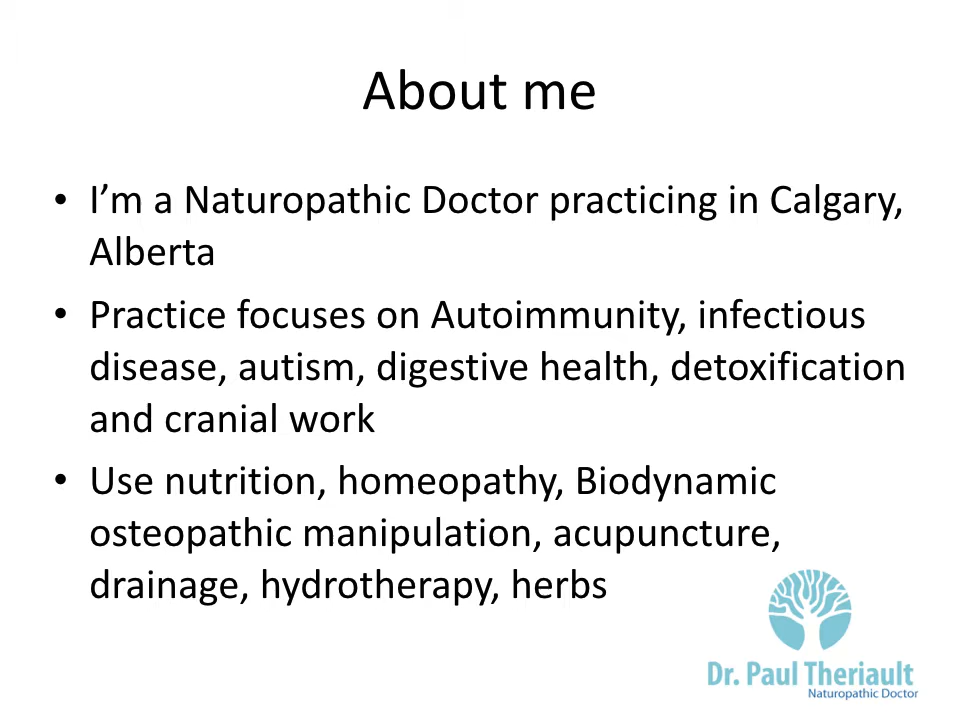 About me
• I’m a Naturopathic Doctor practicing in Calgary,
Alberta
• Practice focuses on Autoimmunity, infectious
disease, autism, digestive health, detoxification
and cranial work
• Use nutrition, homeopathy, Biodynamic
osteopathic manipulation, acupuncture,
drainage, hydrotherapy, herbs
Dr. Paul Theriault
Naturopathic Doctor